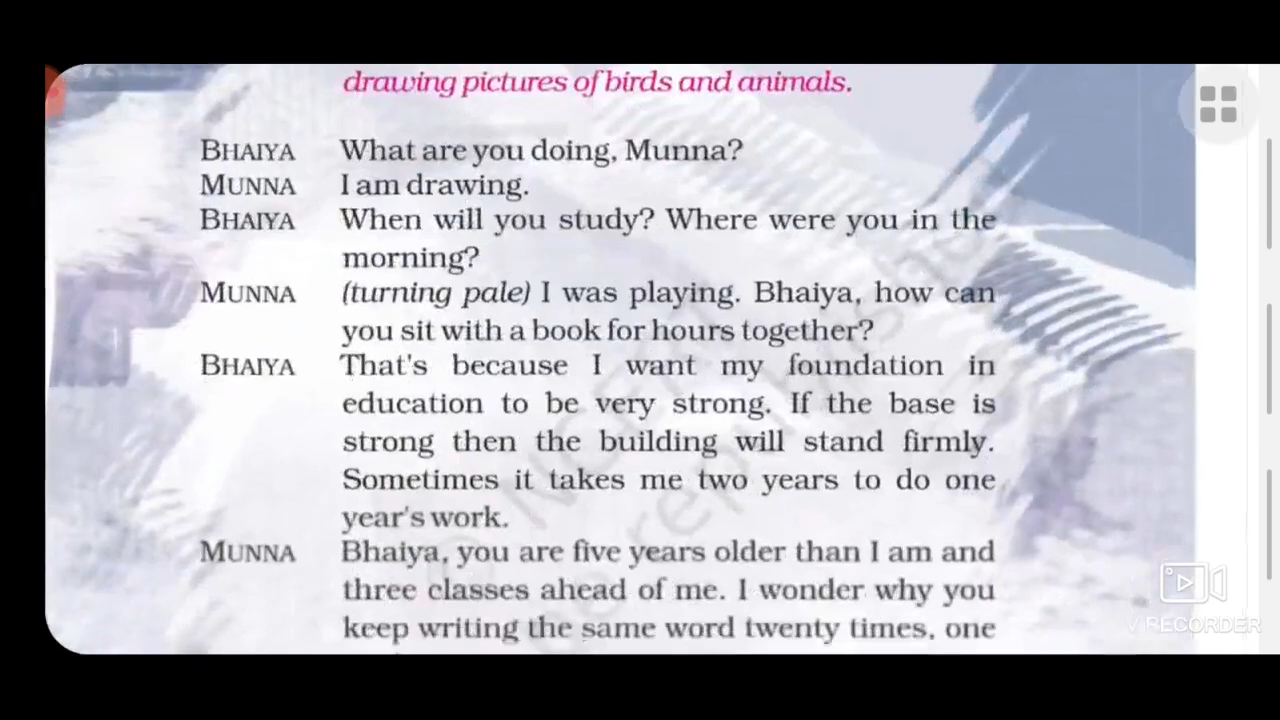 drawing pictures of birds and animals.
BHAIYA What are you doing, Munna?
MUNNA I am drawing.
BHAIYA When will you study? Where were you in the
morning?
MUNNA (turning pale) I was playing. Bhaiya, how can
you sit with a book for hours together?
BHAIYA That's because I want my foundation in
education to be very strong. If the base is
strong then the building will stand firmly.
Sometimes it takes me two years to do one
year's work.
MUNNA Bhaiya, you are five years older than I am and
three classes ahead of me. I wonder why you
keep writing the same word twenty times, one
V RECORDER